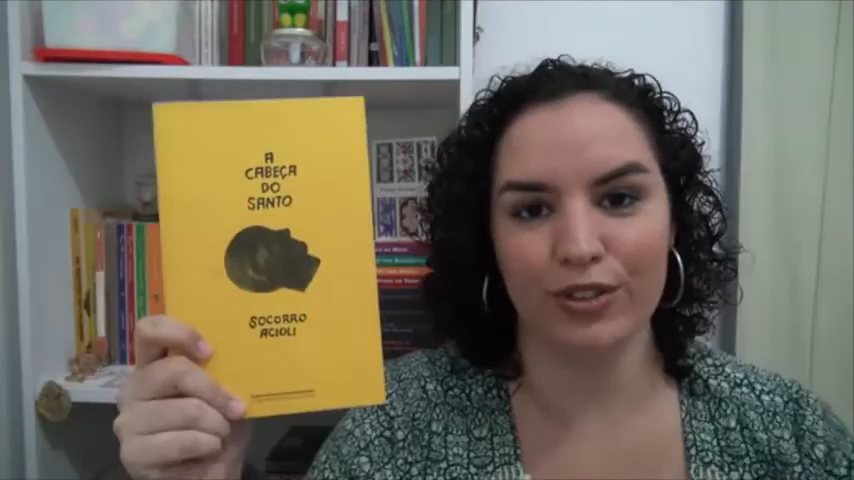 A
CABEÇA
DO
SANTO
SOCORRO
ACIOLI